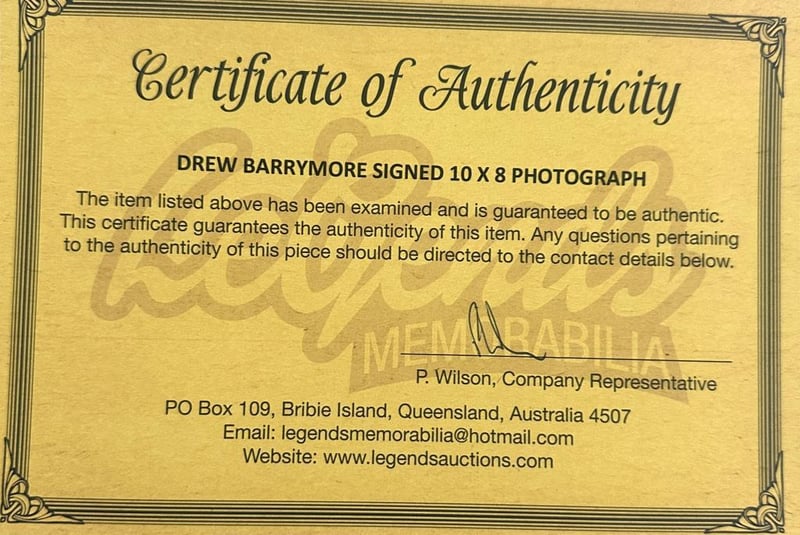 Certificate of Authenticity
DREW BARRYMORE SIGNED 10 X 8 PHOTOGRAPH
The item listed above has been examined and is guaranteed to be authentic.
This certificate guarantees the authenticity of this item. Any questions pertaining
to the authenticity of this piece should be directed to the contact details below.
Legends
MEMORABILIA
P. Wilson, Company Representative
PO Box 109, Bribie Island, Queensland, Australia 4507
Email: legendsmemorabilia@hotmail.com
Website: www.legendsauctions.com